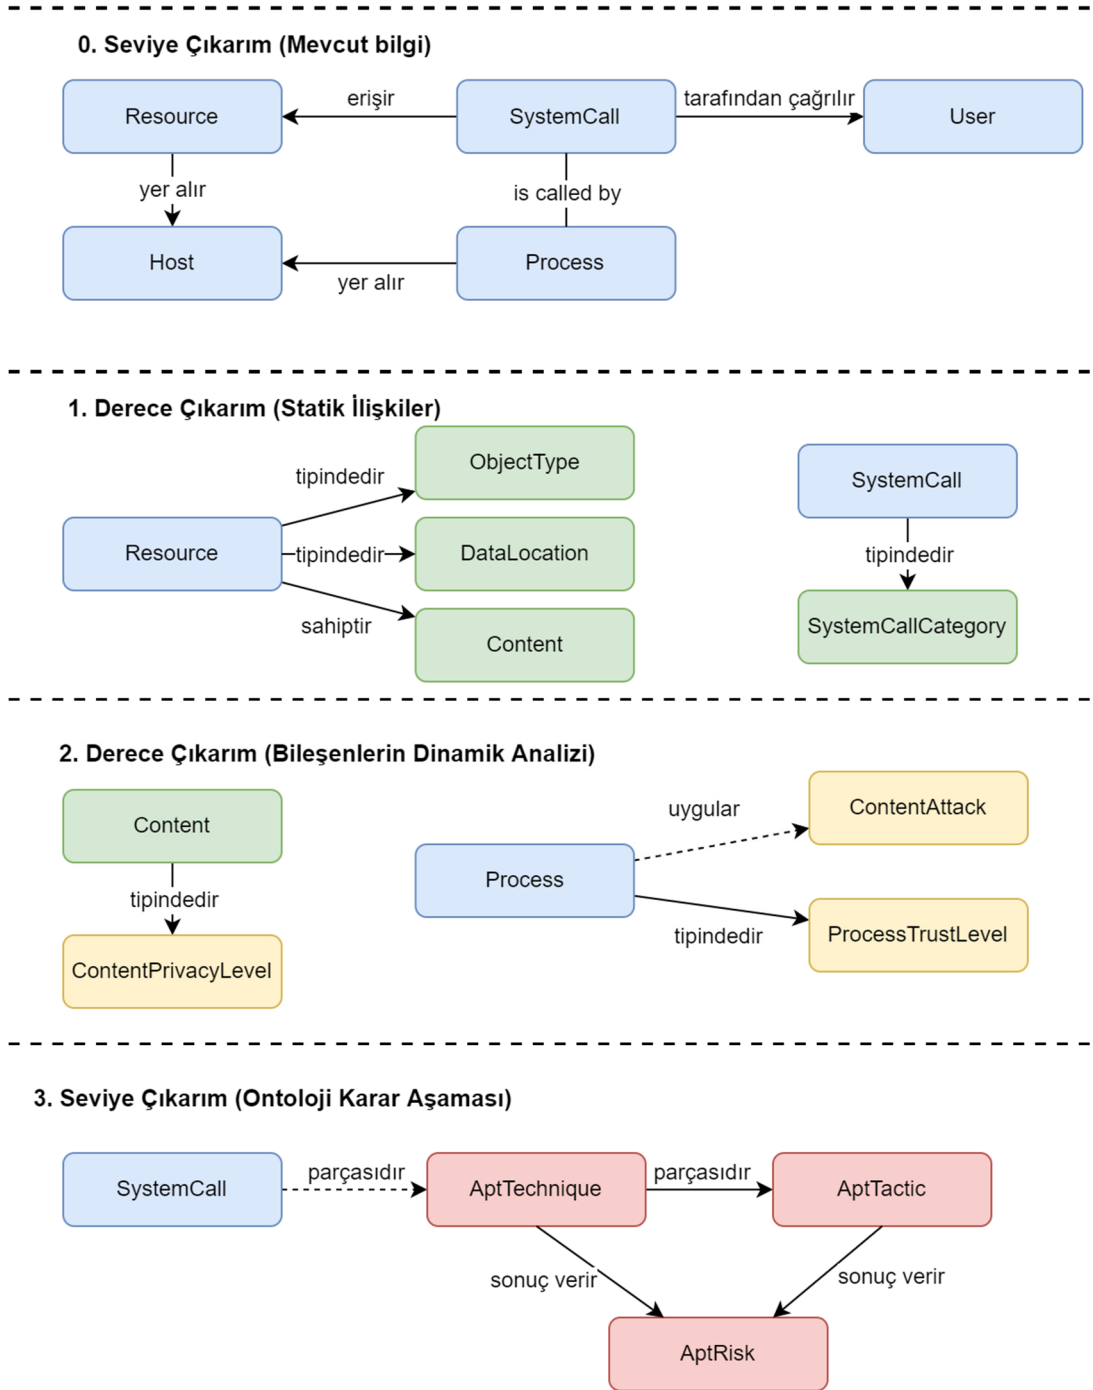 0. Seviye Çıkarım (Mevcut bilgi)
Resource
erişir
SystemCall
tarafından çağrılır
User
yer alır
is called by
Host
yer alır
Process
1. Derece Çıkarım (Statik İlişkiler)
ObjectType
tipindedir
SystemCall
Resource
tipindedir
DataLocation
tipindedir
sahiptir
Content
SystemCallCategory
2. Derece Çıkarım (Bileşenlerin Dinamik Analizi)
Content
uygular
ContentAttack
Process
tipindedir
tipindedir
ProcessTrustLevel
ContentPrivacyLevel
3. Seviye Çıkarım (Ontoloji Karar Aşaması)
SystemCall
parçasıdır
AptTechnique
parçasıdır
AptTactic
sonuç verir
sonuç verir
AptRisk